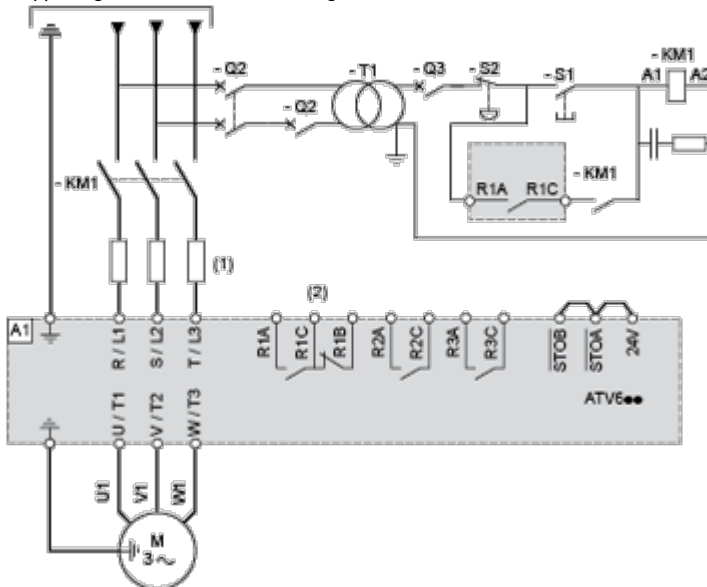 - Q2
- T1
- Q3
- S2
- S1
- KM1
A1
A2
- Q2
- KM1
R1A
R1C
- KM1
(1)
(2)
A1
R / L1
S / L2
T / L3
R1A
R1C
R1B
R2A
R2C
R3A
R3C
STOB
STOA
24V
ATV6●●
U / T1
V / T2
W / T3
U1
V1
W1
M
3~